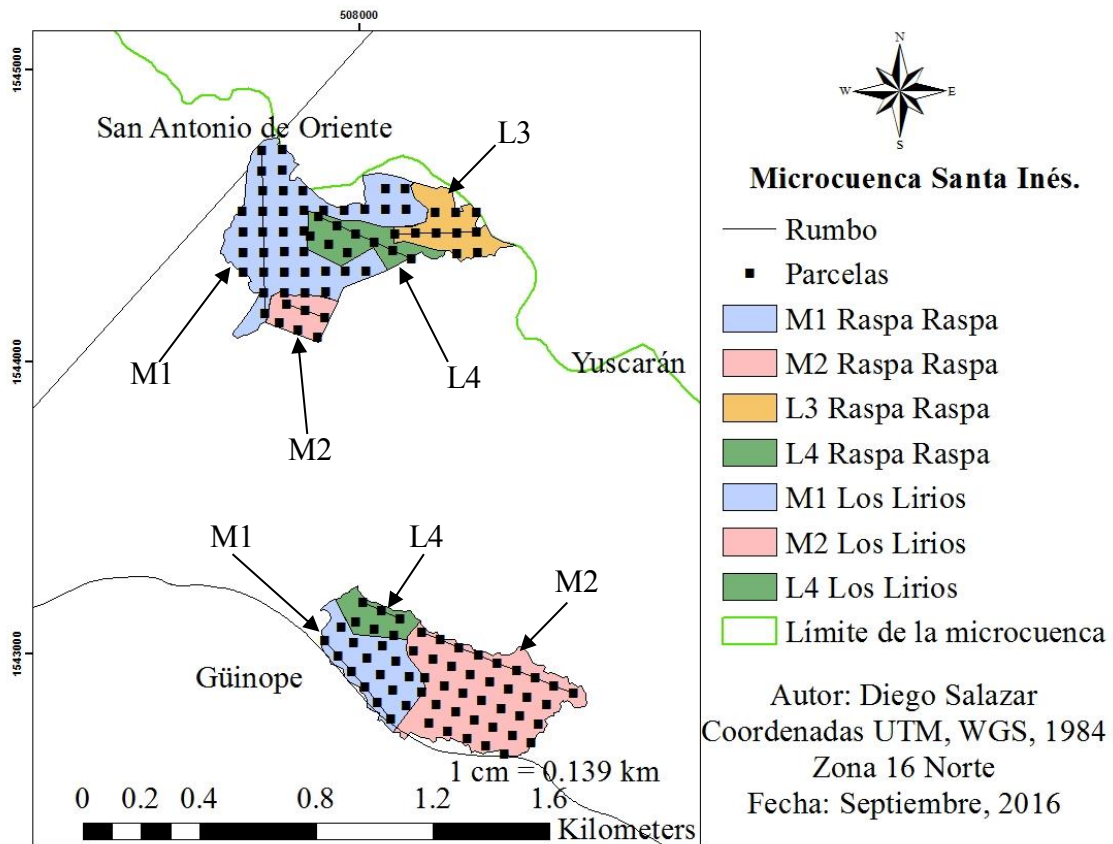 508000
1545000
San Antonio de Oriente
L3
M1
L4
1544000
Yuscarán
M2
M1
L4
M2
1543000
Güinope
1 cm = 0.139 km
0 0.2 0.4 0.8 1.2 1.6
Kilometers
N
W E
S
Microcuenca Santa Inés.
Rumbo
Parcelas
M1 Raspa Raspa
M2 Raspa Raspa
L3 Raspa Raspa
L4 Raspa Raspa
M1 Los Lirios
M2 Los Lirios
L4 Los Lirios
Límite de la microcuenca
Autor: Diego Salazar
Coordenadas UTM, WGS, 1984
Zona 16 Norte
Fecha: Septiembre, 2016